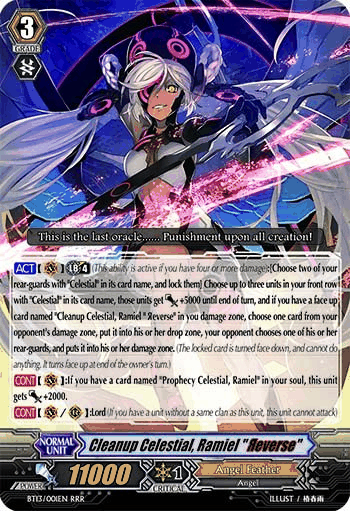 3
GRADE
This is the last oracle...... Punishment upon all creation!
ACT [ ] LB4 (This ability is active if you have four or more damage):[Choose two of your
rear-guards with "Celestial" in its card name, and lock them] Choose up to three units in your front row
with "Celestial" in its card name, those units get +5000 until end of turn, and if you have a face up
card named "Cleanup Celestial, Ramiel "Reverse" in you damage zone, choose one card from your
opponent's damage zone, put it into his or her drop zone, your opponent chooses one of his or her
rear-guards, and puts it into his or her damage zone. (The locked card is turned face down, and cannot do
anything. It turns face up at end of the owner's turn.)
CONT [ ]:If you have a card named "Prophecy Celestial, Ramiel" in your soul, this unit
gets +2000.
CONT [ / ]:Lord (If you have a unit without a same clan as this unit, this unit cannot attack)
NORMAL
UNIT
Cleanup Celestial, Ramiel "Reverse"
POWER
11000
1
CRITICAL
Angel Feather
Angel
BT13/001EN RRR
ILLUST / 椿春雨